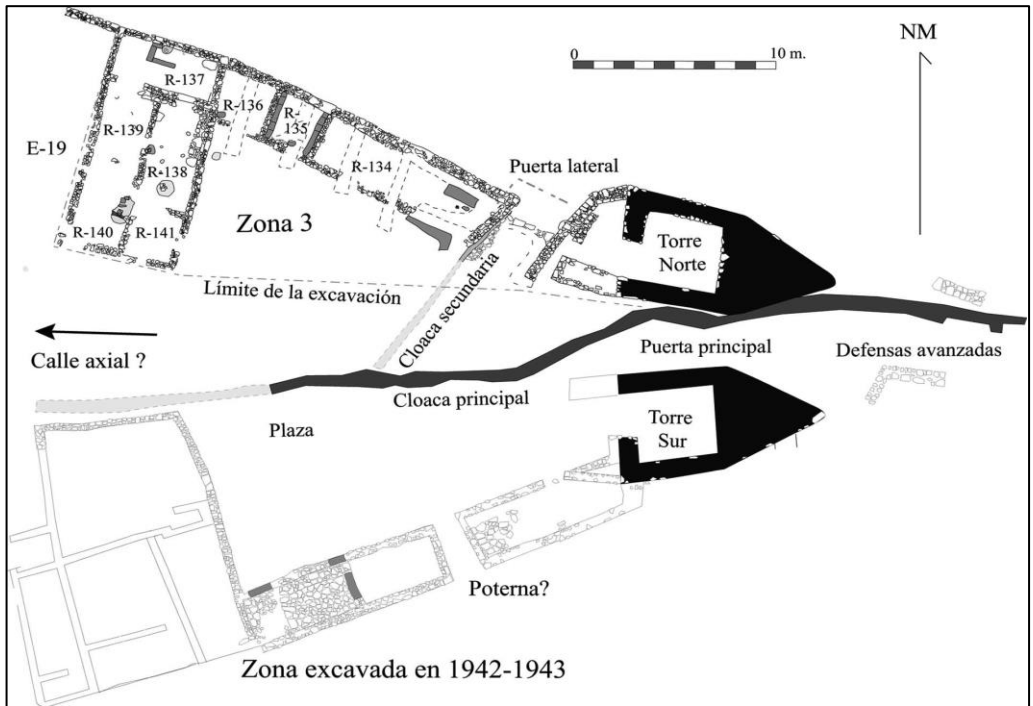 NM
10 m.
R-137
R-136
R-
135
R-139
R-134
E-19
R-138
Puerta lateral
Zona 3
R-140
R-141
Torre
Norte
Límite de la excavación
Cloaca secundaria
Calle axial ?
Puerta principal
Defensas avanzadas
Cloaca principal
Plaza
Torre
Sur
Poterna?
Zona excavada en 1942-1943